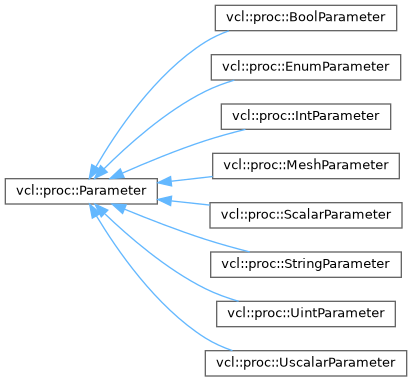 vcl::proc::BoolParameter
vcl::proc::EnumParameter
vcl::proc::IntParameter
vcl::proc::MeshParameter
vcl::proc::Parameter
vcl::proc::ScalarParameter
vcl::proc::StringParameter
vcl::proc::UintParameter
vcl::proc::UscalarParameter